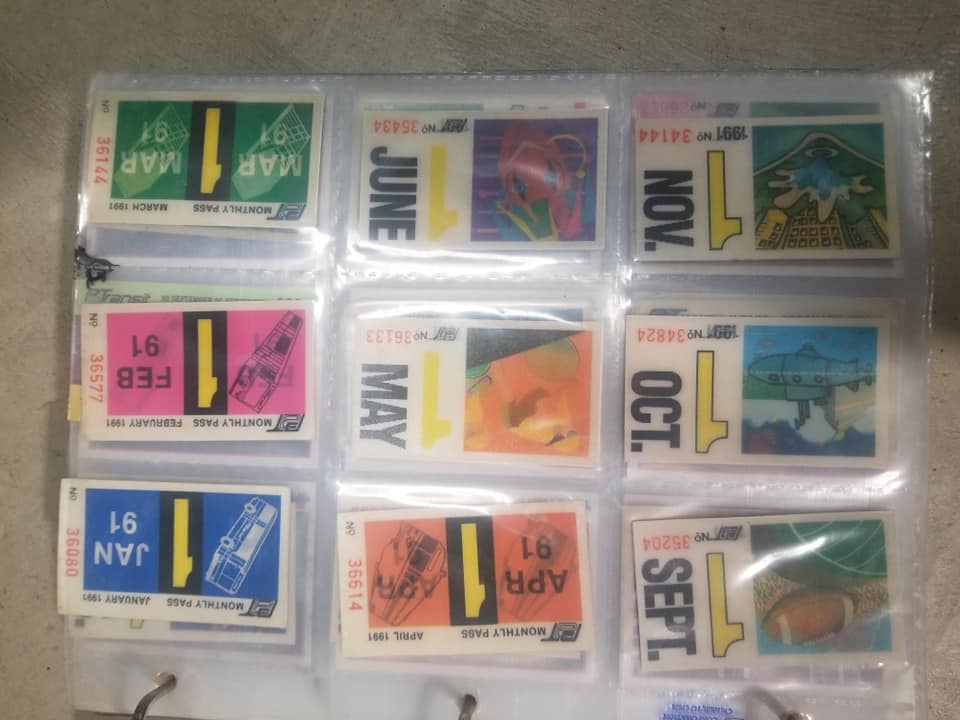 MONTHLY PASS JANUARY 1991
JAN
91
1
No 36080
MONTHLY PASS FEBRUARY 1991
FEB
91
1
No 36577
MONTHLY PASS MARCH 1991
MAR
91
MAR
91
1
No 36144
MONTHLY PASS APRIL 1991
APR
91
APR
1
No 36614
No 36133
MAY
1
No 35434
JUNE
1
No 35204
SEPT.
1
1991 No 34824
OCT.
1
1991 No 34144
NOV.
1
Transit